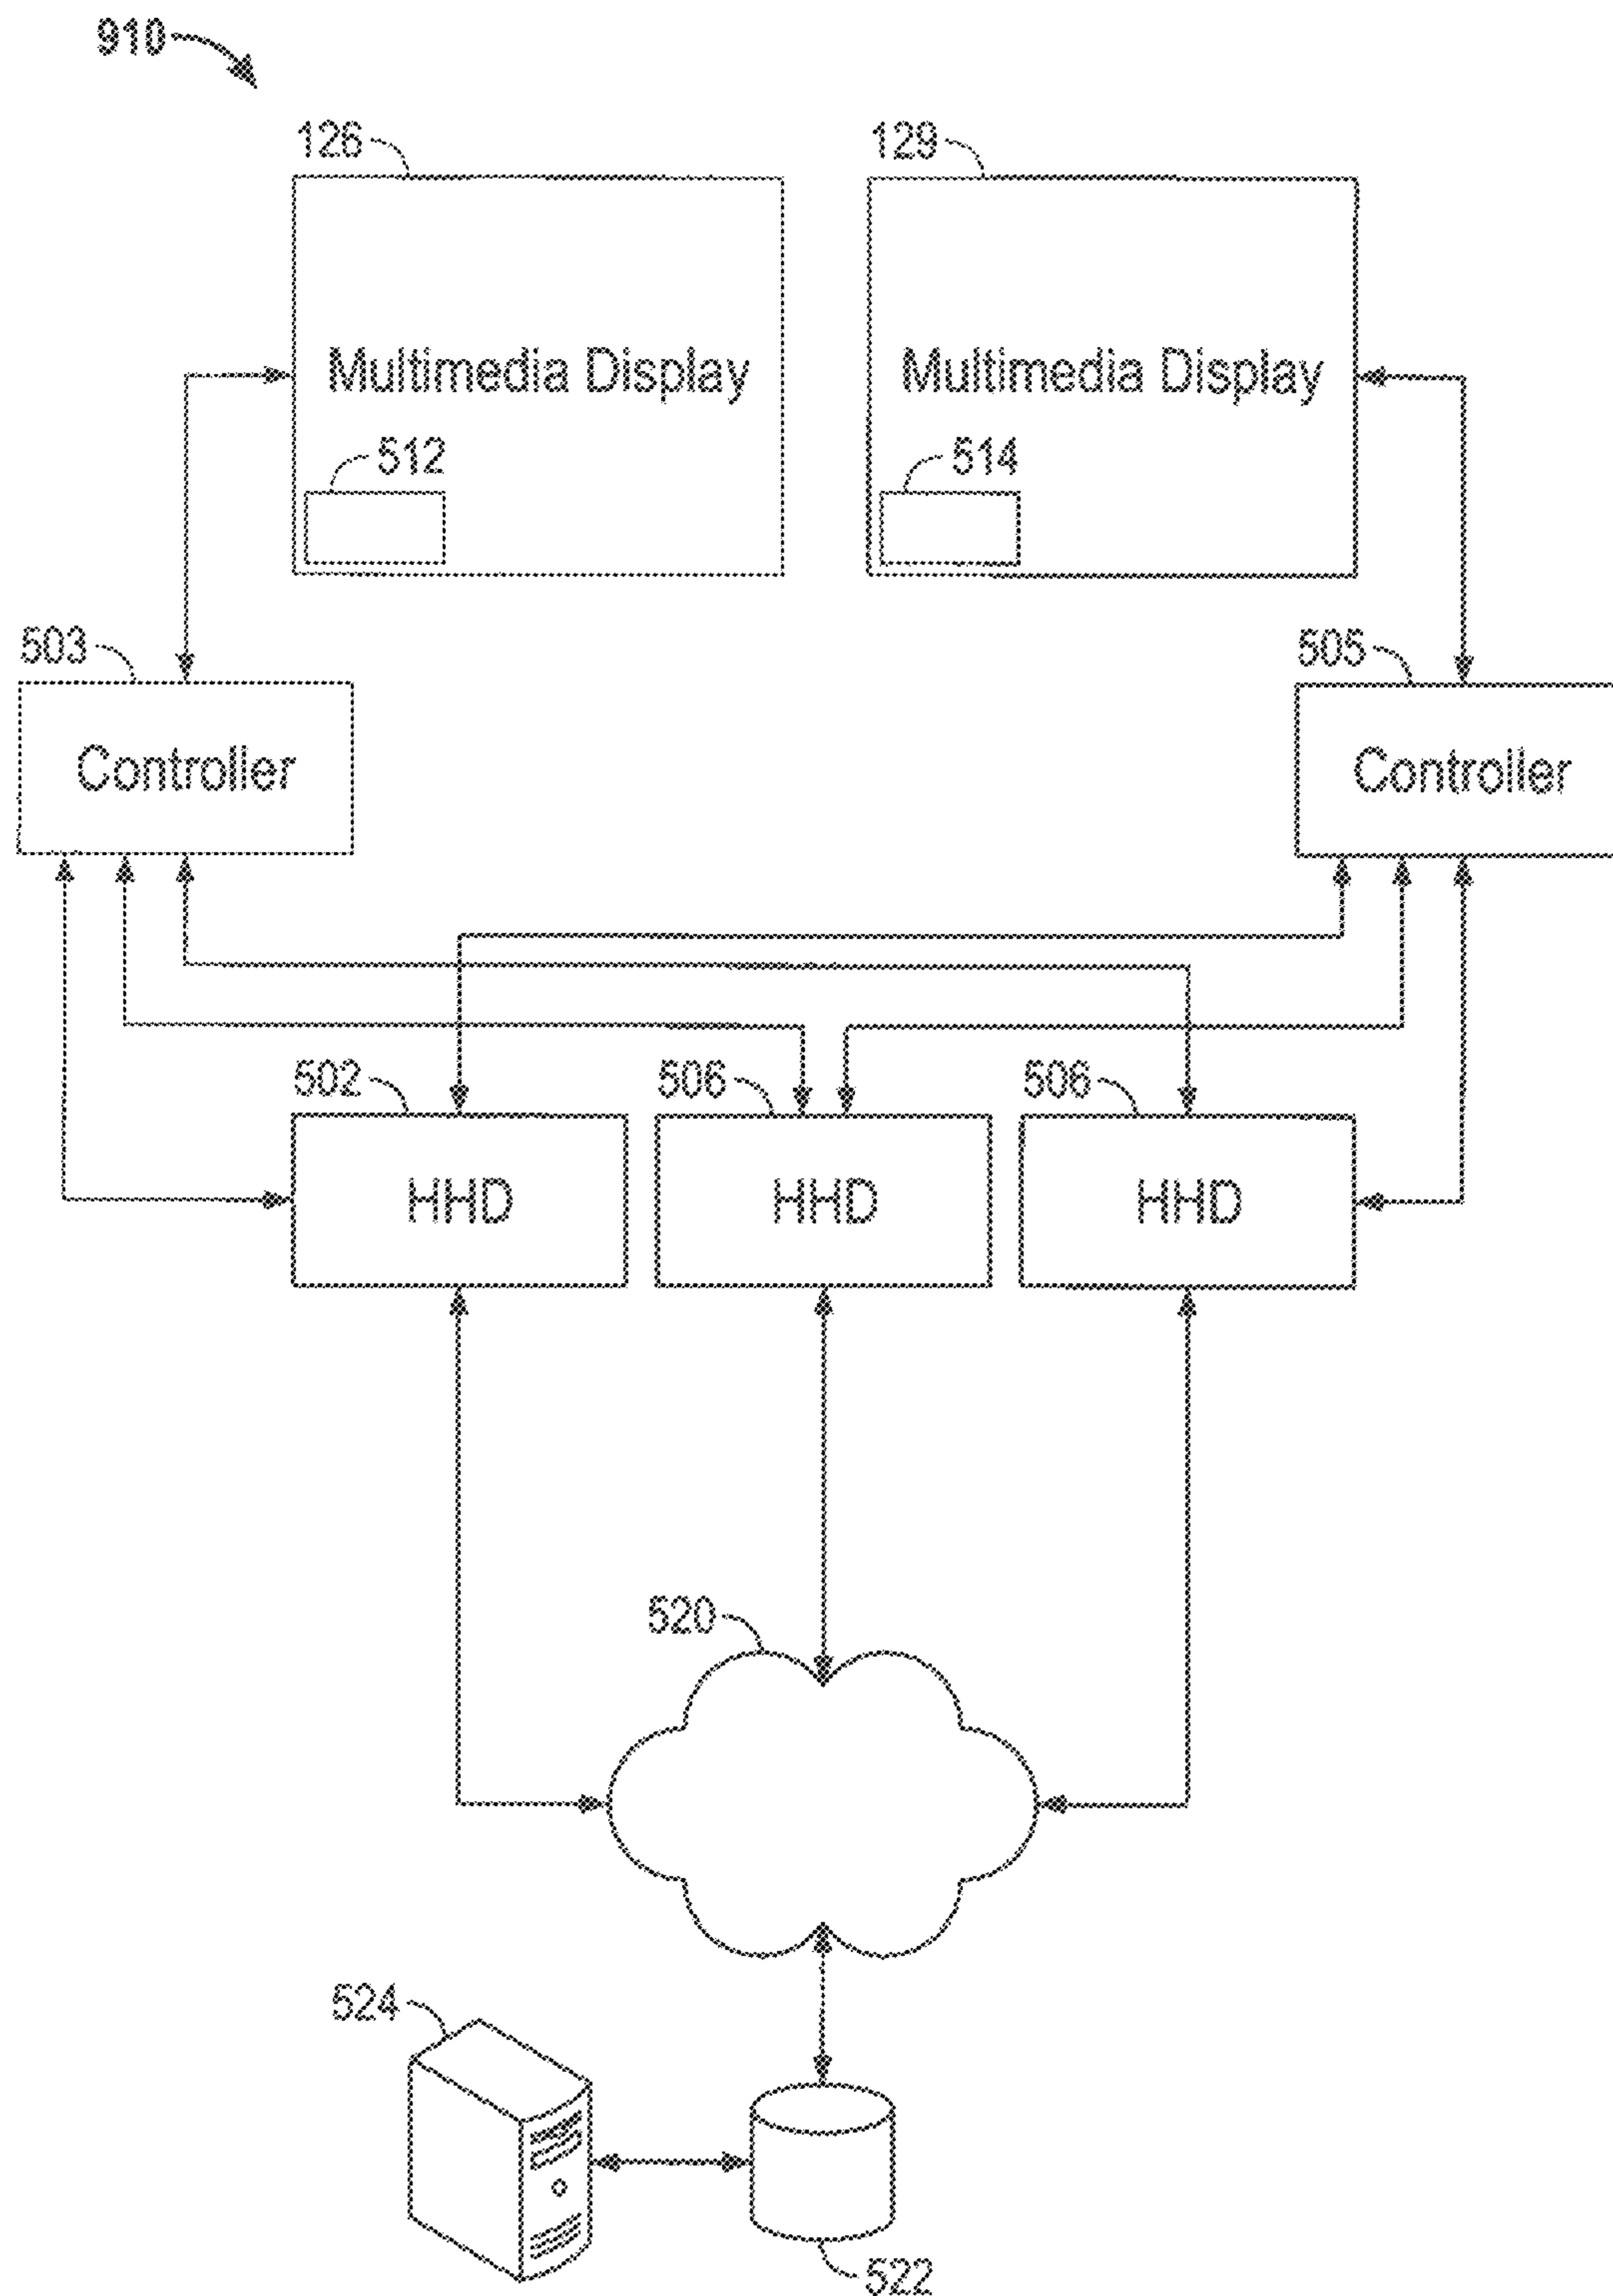 910
126
129
Multimedia Display
Multimedia Display
512
514
503
505
Controller
Controller
502
506
506
HHD
HHD
HHD
520
524
522